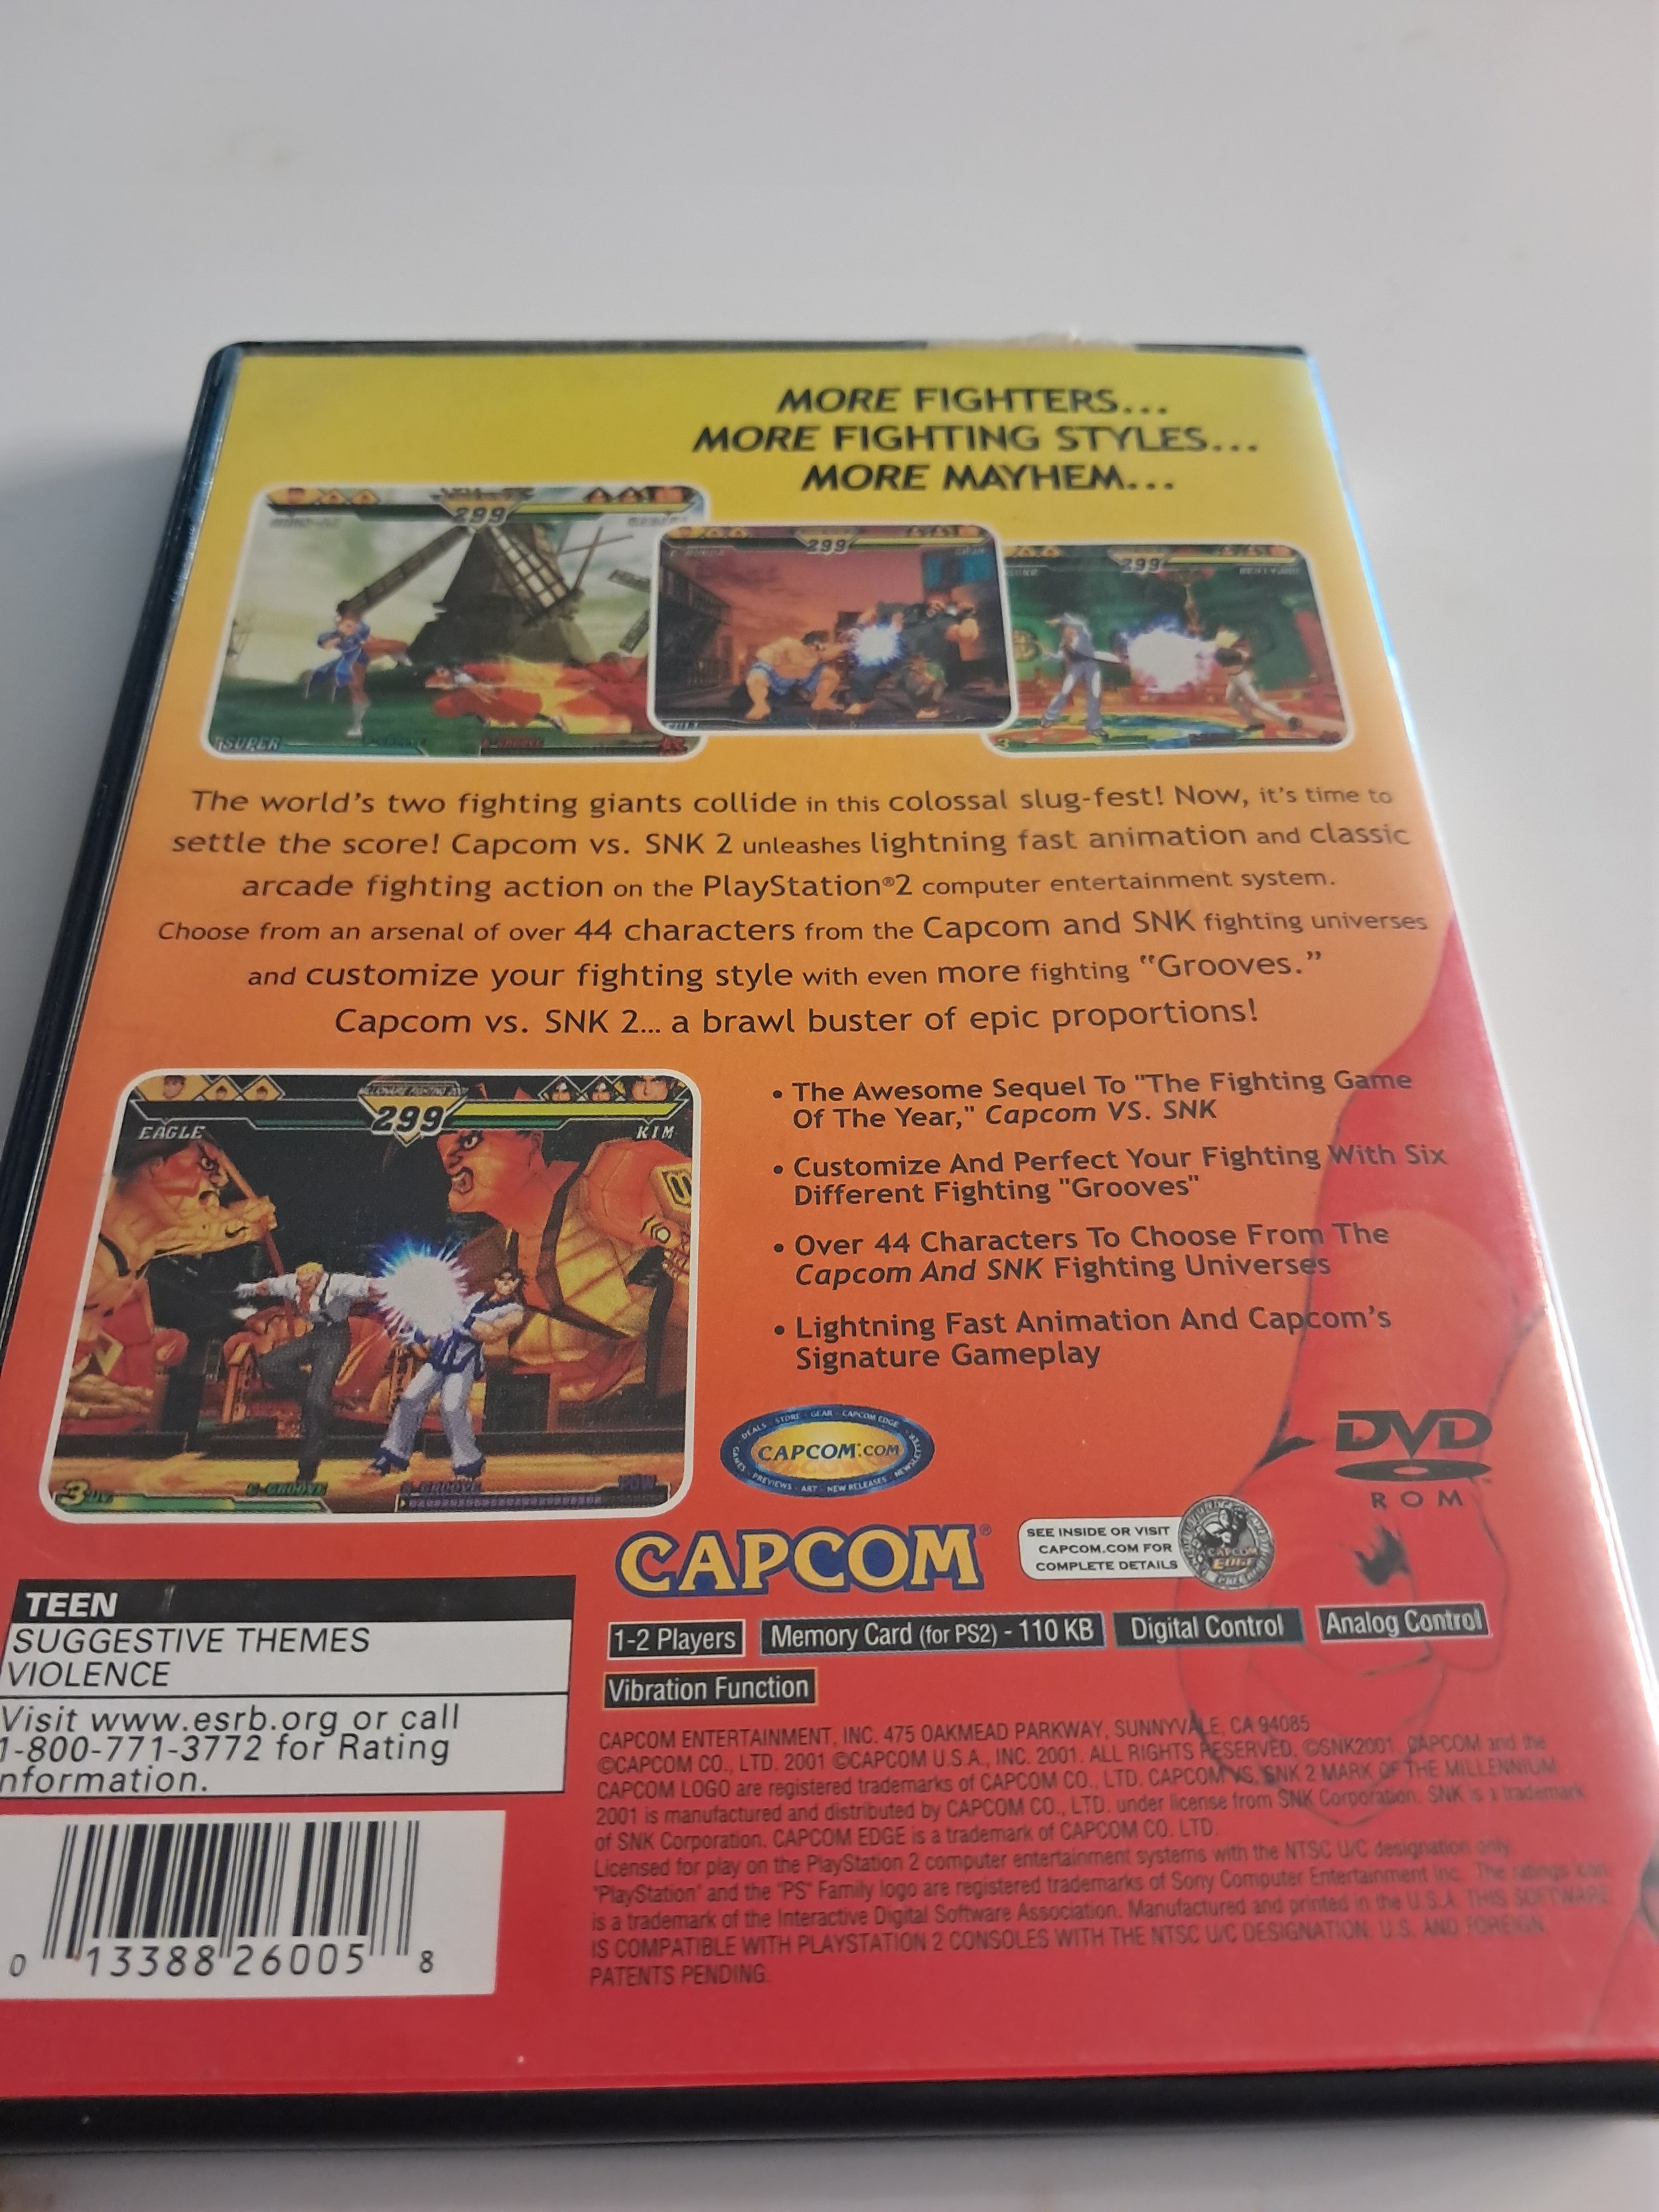 MORE FIGHTERS...
MORE FIGHTING STYLES...
MORE MAYHEM...
299
299
299
SUPER
The world's two fighting giants collide in this colossal slug-fest! Now, it's time to
settle the score! Capcom vs. SNK 2 unleashes lightning fast animation and classic
arcade fighting action on the PlayStation®2 computer entertainment system.
Choose from an arsenal of over 44 characters from the Capcom and SNK fighting universes
and customize your fighting style with even more fighting "Grooves."
Capcom vs. SNK 2... a brawl buster of epic proportions!
299
EAGLE
KIM
3
• The Awesome Sequel To "The Fighting Game
Of The Year," Capcom VS. SNK
• Customize And Perfect Your Fighting With Six
Different Fighting "Grooves"
• Over 44 Characters To Choose From The
Capcom And SNK Fighting Universes
• Lightning Fast Animation And Capcom's
Signature Gameplay
DEALS · STORE · GEAR · CAPCOM EDGE
CAPCOM.COM
GAMES · PREVIEWS · ART · NEW RELEASES · NEWSLETTER
DVD
ROM
CAPCOM®
SEE INSIDE OR VISIT
CAPCOM.COM FOR
COMPLETE DETAILS
CAPCOM
EDGE
TEEN
SUGGESTIVE THEMES
VIOLENCE
Visit www.esrb.org or call
1-800-771-3772 for Rating
nformation.
1-2 Players
Memory Card (for PS2) - 110 KB
Digital Control
Analog Control
Vibration Function
CAPCOM ENTERTAINMENT, INC. 475 OAKMEAD PARKWAY, SUNNYVALE, CA 94085
©CAPCOM CO., LTD. 2001 ©CAPCOM U.S.A., INC. 2001. ALL RIGHTS RESERVED. ©SNK2001. CAPCOM and the
CAPCOM LOGO are registered trademarks of CAPCOM CO., LTD. CAPCOM VS. SNK 2 MARK OF THE MILLENNIUM
2001 is manufactured and distributed by CAPCOM CO., LTD. under license from SNK Corporation. SNK is a trademark
of SNK Corporation. CAPCOM EDGE is a trademark of CAPCOM CO. LTD.
Licensed for play on the PlayStation 2 computer entertainment systems with the NTSC U/C designation only.
"PlayStation" and the "PS" Family logo are registered trademarks of Sony Computer Entertainment Inc. The ratings icon
is a trademark of the Interactive Digital Software Association. Manufactured and printed in the U.S.A. THIS SOFTWARE
IS COMPATIBLE WITH PLAYSTATION 2 CONSOLES WITH THE NTSC U/C DESIGNATION. U.S. AND FOREIGN
PATENTS PENDING.
0 13388 26005 8